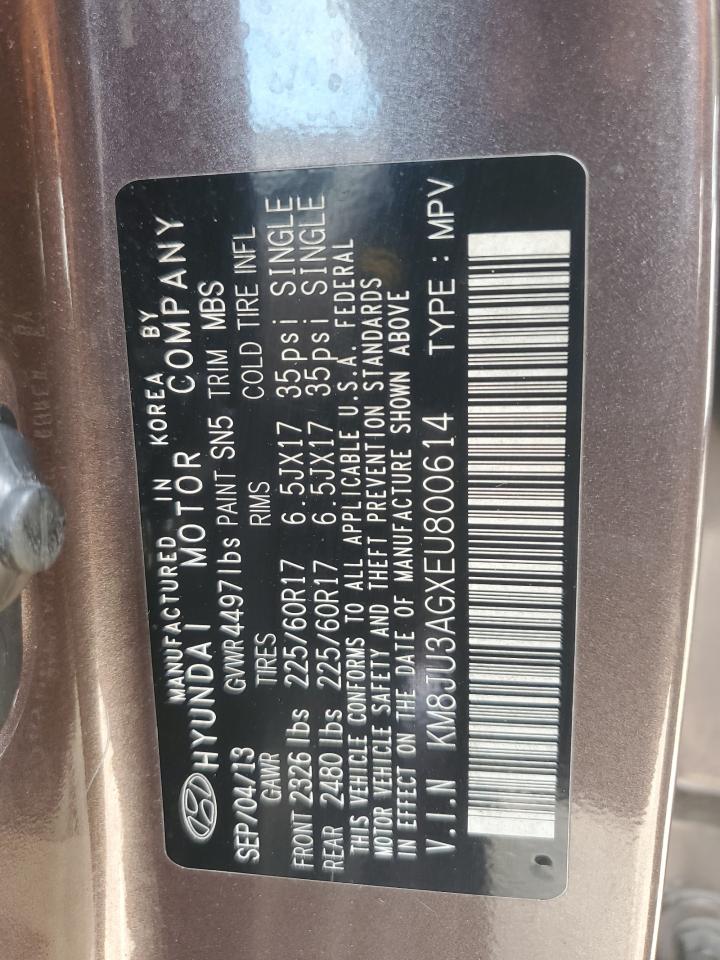 MANUFACTURED IN KOREA BY
HYUNDAI MOTOR COMPANY
SEP/04/13 GVWR 4497lbs PAINT SN5 TRIM MBS
GAWR TIRES RIMS COLD TIRE INFL
FRONT 2326 lbs 225/60R17 6.5JX17 35psi SINGLE
REAR 2480 lbs 225/60R17 6.5JX17 35psi SINGLE
THIS VEHICLE CONFORMS TO ALL APPLICABLE U.S.A. FEDERAL
MOTOR VEHICLE SAFETY AND THEFT PREVENTION STANDARDS
IN EFFECT ON THE DATE OF MANUFACTURE SHOWN ABOVE
V.I.N KM8JU3AGXEU800614 TYPE : MPV